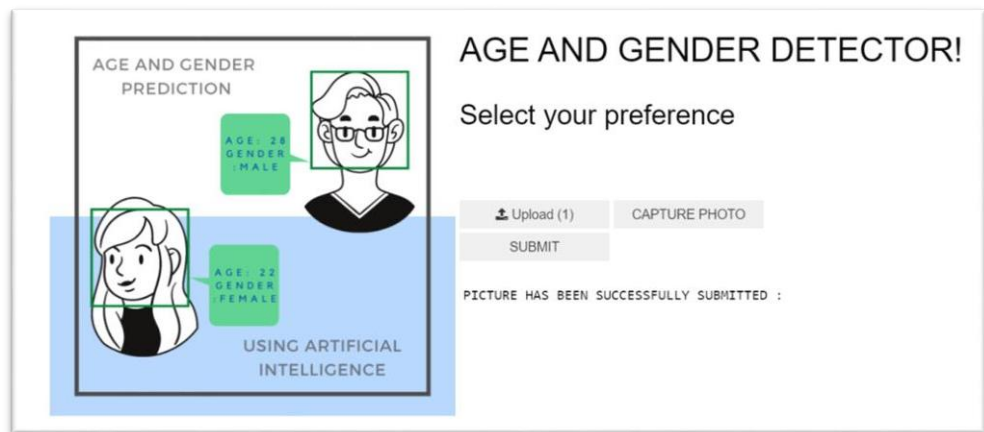 AGE AND GENDER
PREDICTION
AGE: 28
GENDER
:MALE
AGE: 22
GENDER
:FEMALE
USING ARTIFICIAL
INTELLIGENCE
AGE AND GENDER DETECTOR!
Select your preference
Upload (1)
CAPTURE PHOTO
SUBMIT
PICTURE HAS BEEN SUCCESSFULLY SUBMITTED :